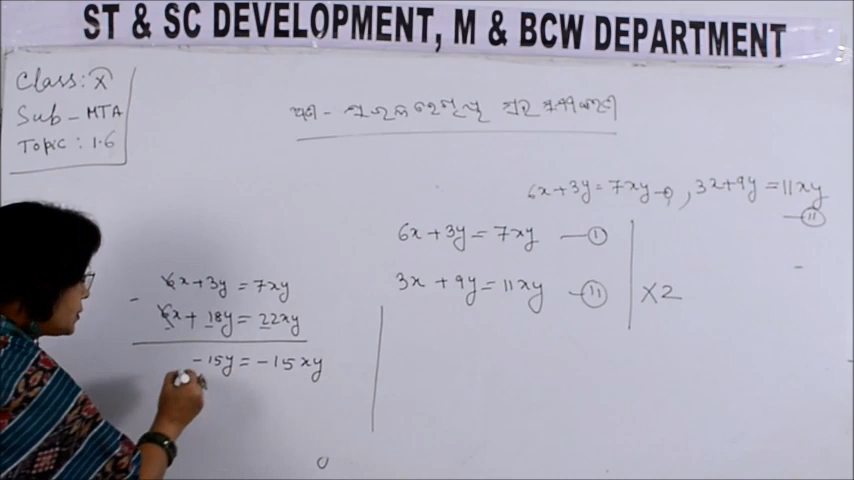 ST & SC DEVELOPMENT, M & BCW DEPARTMENT
Class: X
Sub - MTA
Topic : 1.6
6x+3y=7xy —①, 3x+9y=11xy
—⑪
6x+3y=7xy —①
3x+9y=11xy —⑪ X2
6x+3y=7xy
- 6x+18y=22xy
-15y=-15xy